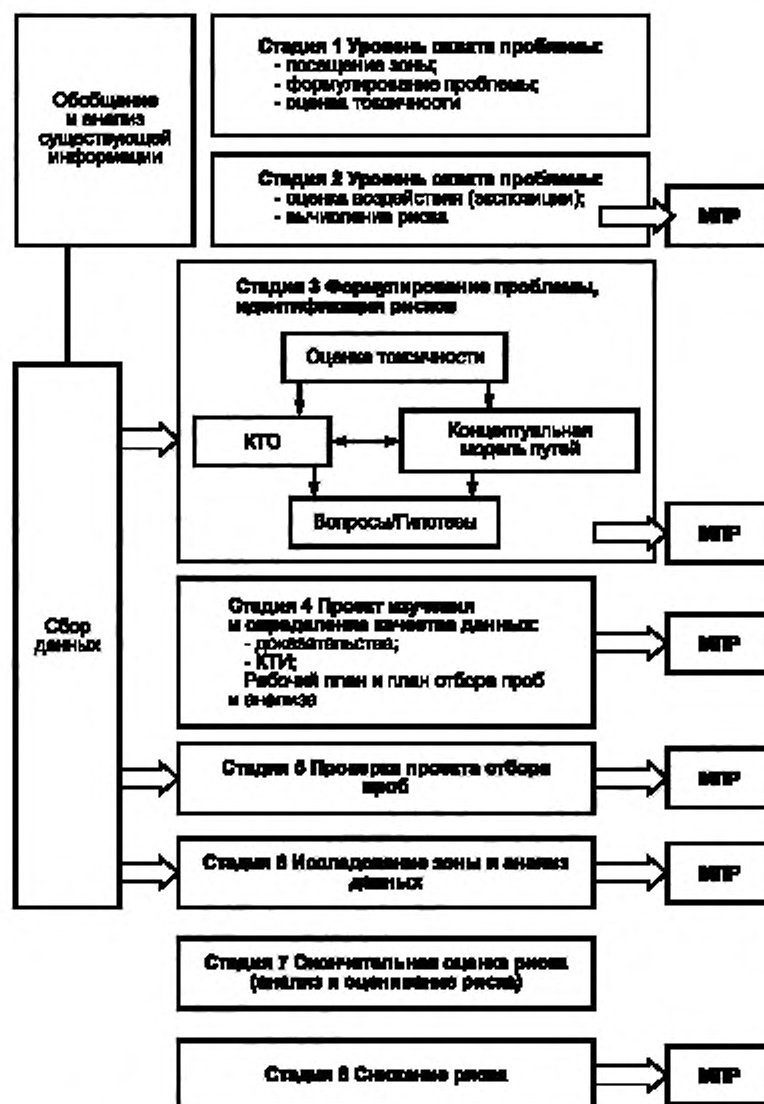 Обобщение
и анализ
существующей
информации
Стадия 1 Уровень охвата проблемы:
- посещение зоны;
- формулирование проблемы;
- оценка токсичности
Стадия 2 Уровень охвата проблемы:
- оценка воздействия (экспозиции);
- вычисление риска
МПР
Стадия 3 Формулирование проблемы,
идентификация рисков
Оценка токсичности
КТО
Концептуальная
модель путей
Вопросы/Гипотезы
МПР
Сбор
данных
Стадия 4 Проект изучения
и определение качества данных:
- доказательства;
- КТИ;
Рабочий план и план отбора проб
и анализа
МПР
Стадия 5 Проверка проекта отбора
проб
МПР
Стадия 6 Исследование зоны и анализ
данных
МПР
Стадия 7 Окончательная оценка риска
(анализ и оценивание риска)
Стадия 8 Снижение риска
МПР